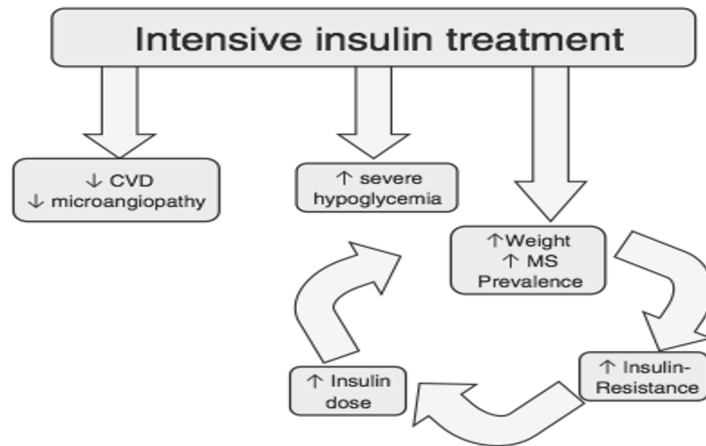 Intensive insulin treatment
↓ CVD
↓ microangiopathy
↑ severe
hypoglycemia
↑Weight
↑ MS
Prevalence
↑ Insulin
dose
↑ Insulin-
Resistance